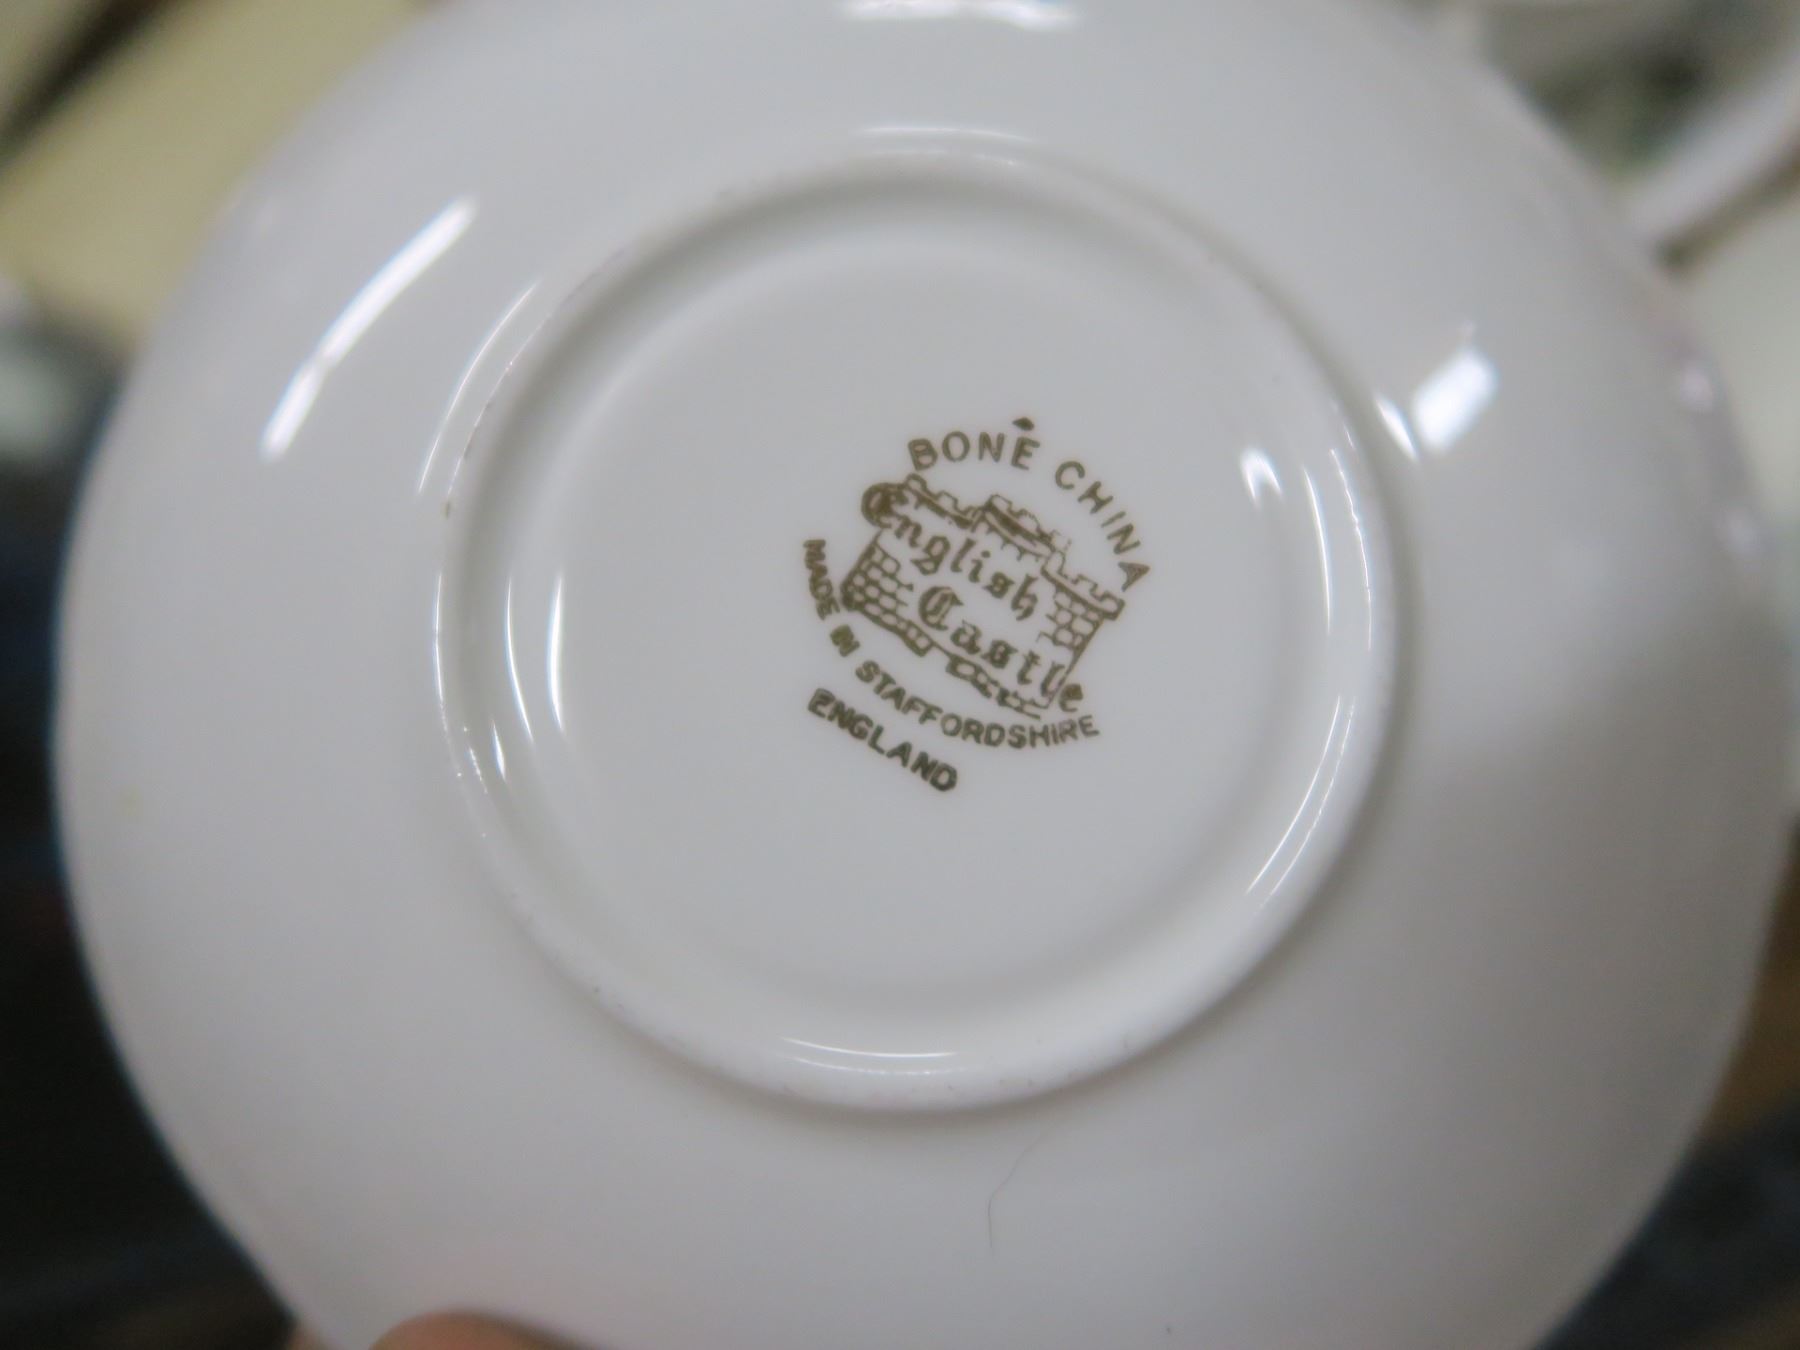 BONE CHINA
English
Castle
MADE IN STAFFORDSHIRE
ENGLAND